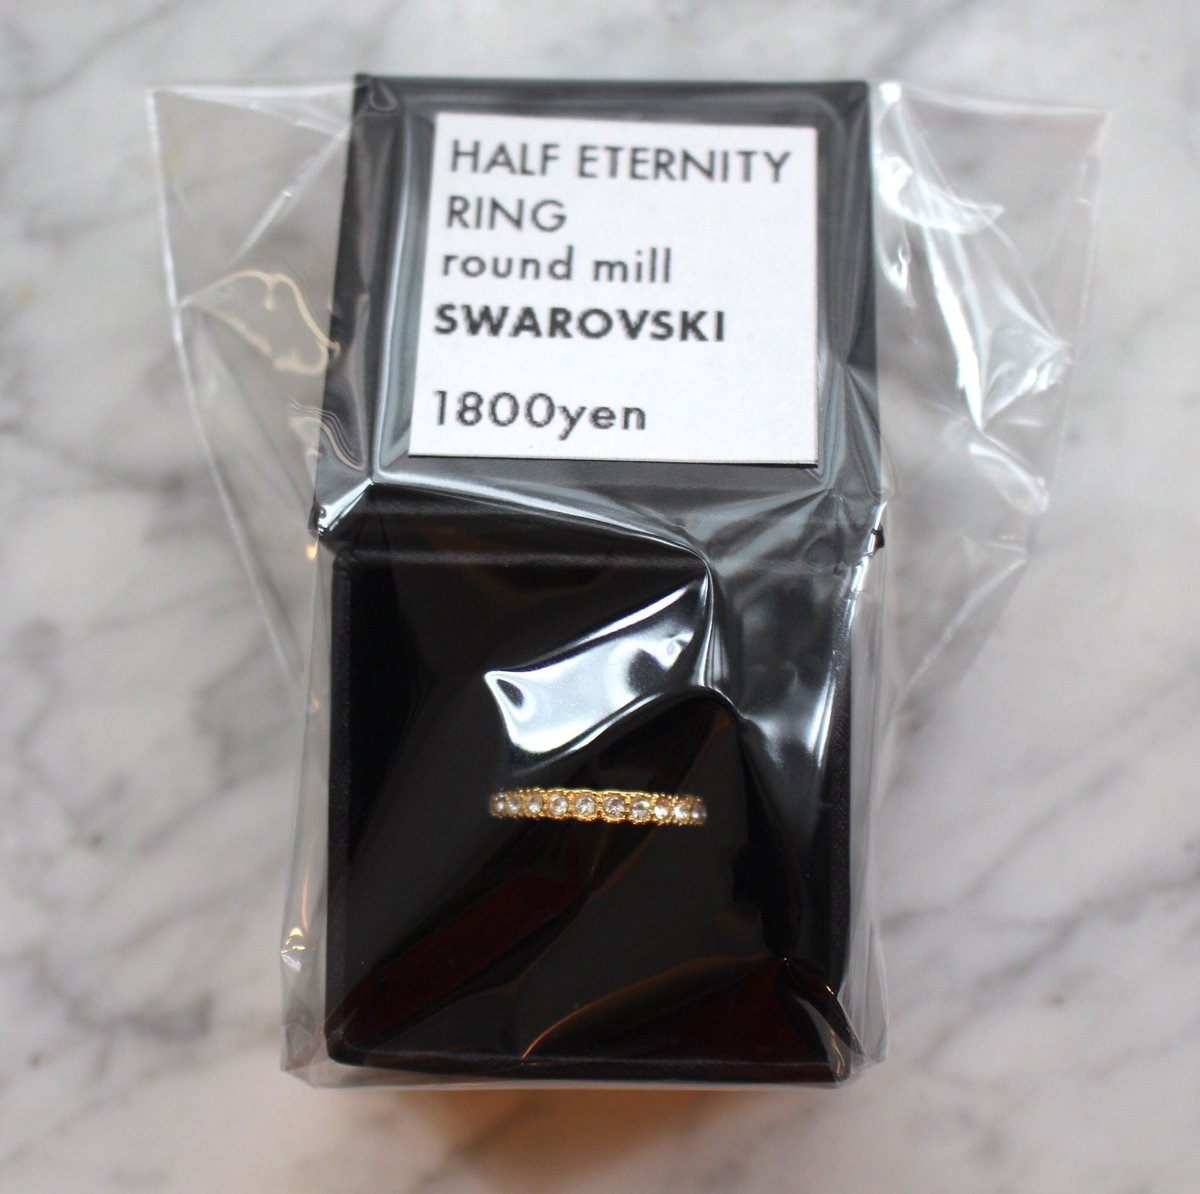 HALF ETERNITY
RING
round mill
SWAROVSKI
1800yen